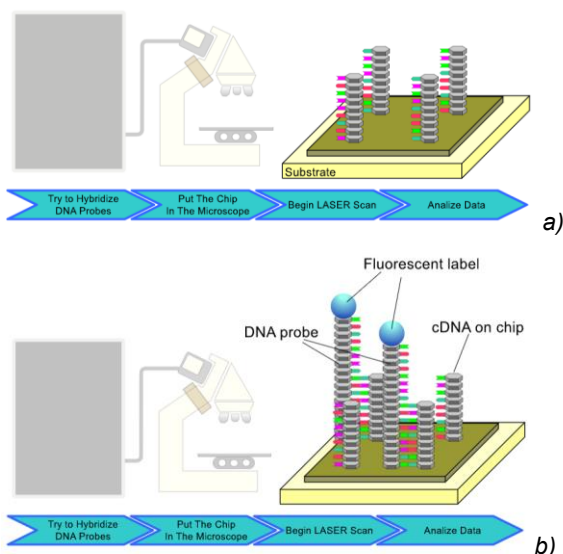 Substrate
Try to Hybridize
DNA Probes
Put The Chip
In The Microscope
Begin LASER Scan
Analize Data
a)
Fluorescent label
DNA probe
cDNA on chip
Try to Hybridize
DNA Probes
Put The Chip
In The Microscope
Begin LASER Scan
Analize Data
b)